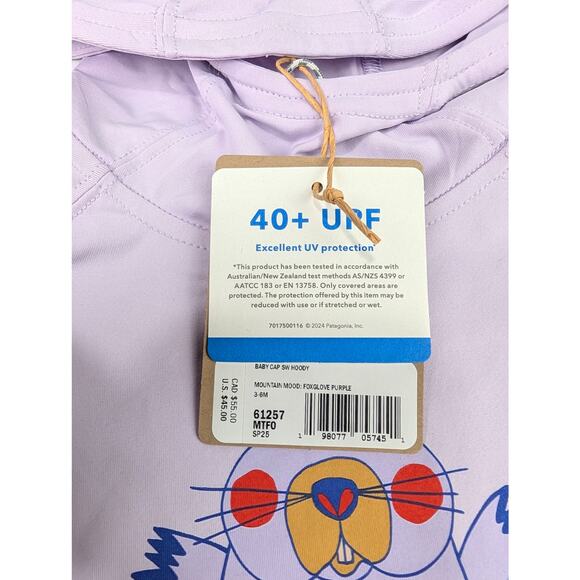 40+ UPF
Excellent UV protection*
*This product has been tested in accordance with
Australian/New Zealand test methods AS/NZS 4399 or
AATCC 183 or EN 13758. Only covered areas are
protected. The protection offered by this item may be
reduced with use or if stretched or wet.
7017500116 © 2024 Patagonia, Inc.
BABY CAP SW HOODY
MOUNTAIN MOOD: FOXGLOVE PURPLE
3-6M
61257
MTFO
SP25
CAD $55.00
U.S. $45.00
1 98077 05745 1